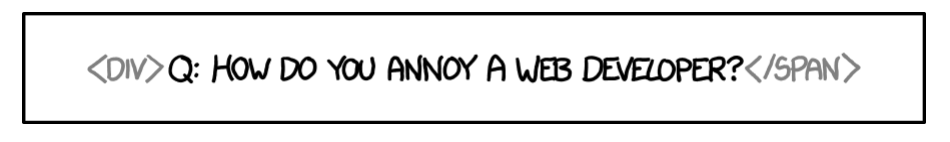 <DIV>Q: HOW DO YOU ANNOY A WEB DEVELOPER?</SPAN>